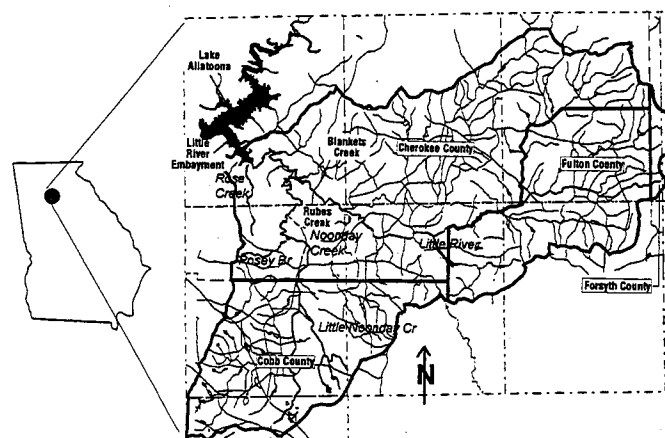 Lake
Allatoona
Little
River
Embayment
Rose
Creek
Blankets
Creek
Cherokee County
Fulton County
Rubes
Creek
Noonday
Creek
Little River
Posey Br
Forsyth County
Little Noonday Cr
Cobb County
N